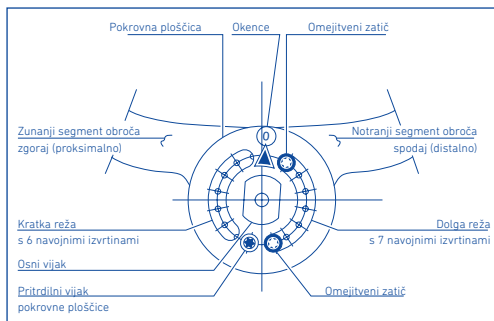 Pokrovna ploščica
Okence
Omejitveni zatič
0
Zunanji segment obroča
zgoraj (proksimalno)
Notranji segment obroča
spodaj (distalno)
Kratka reža
s 6 navojnimi izvrtinami
Dolga reža
s 7 navojnimi izvrtinami
Osni vijak
Pritrdilni vijak
pokrovne ploščice
Omejitveni zatič